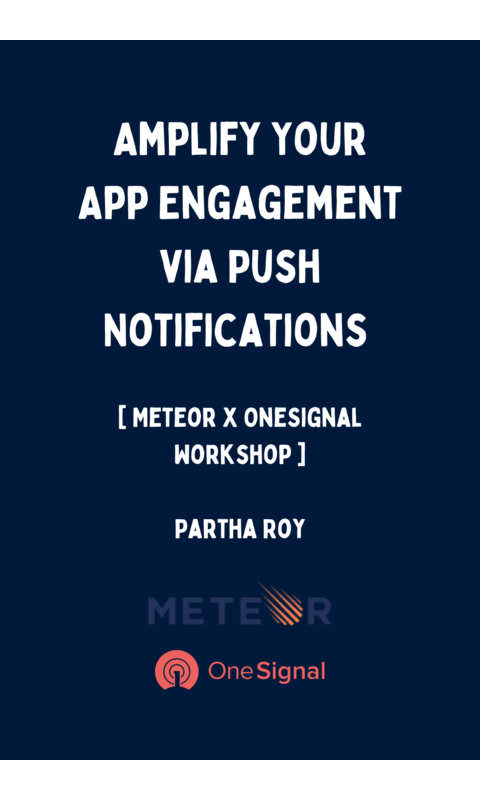 AMPLIFY YOUR
APP ENGAGEMENT
VIA PUSH
NOTIFICATIONS
[ METEOR X ONESIGNAL
WORKSHOP ]
PARTHA ROY
METEOR
OneSignal